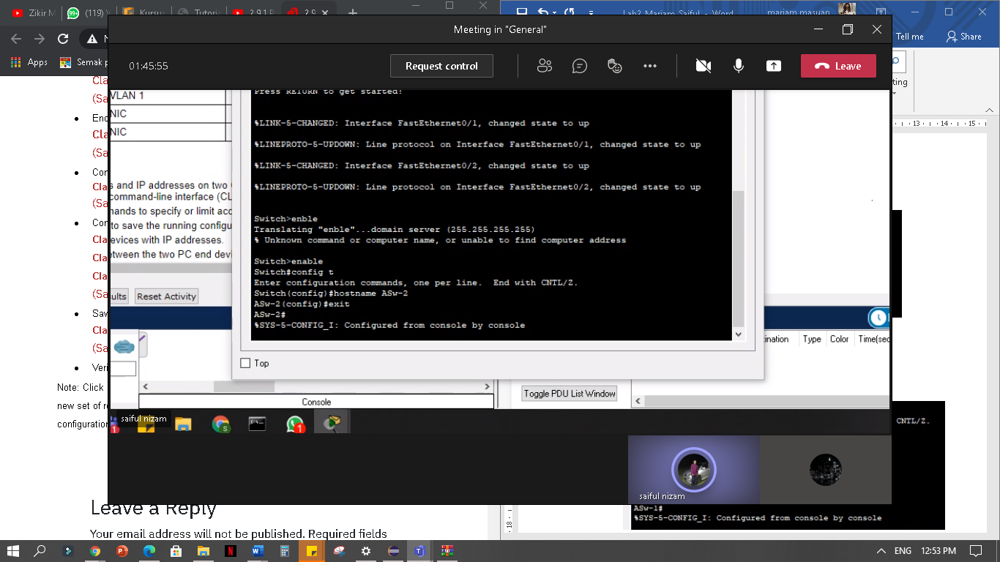 Zikir M
(119) V
Kursu
Tutoria
2.9.1 P
2.9
Lab2_Mariam_Saiful - Word
mariam masuan
Tell me
Share
Apps
Semak p
Meeting in "General"
01:45:55
Request control
Leave
VLAN 1
NIC
NIC
s and IP addresses on two
command-line interface (CL
nands to specify or limit acc
to save the running configu
evices with IP addresses.
etween the two PC end devi
ults
Reset Activity
Press RETURN to get started!
%LINK-5-CHANGED: Interface FastEthernet0/1, changed state to up
%LINEPROTO-5-UPDOWN: Line protocol on Interface FastEthernet0/1, changed state to up
%LINK-5-CHANGED: Interface FastEthernet0/2, changed state to up
%LINEPROTO-5-UPDOWN: Line protocol on Interface FastEthernet0/2, changed state to up
Switch>enble
Translating "enble"...domain server (255.255.255.255)
% Unknown command or computer name, or unable to find computer address
Switch>enable
Switch#config t
Enter configuration commands, one per line.  End with CNTL/Z.
Switch(config)#hostname ASw-2
ASw-2(config)#exit
ASw-2#
%SYS-5-CONFIG_I: Configured from console by console
Top
Console
Toggle PDU List Window
ination
Type
Color
Time(sec
saiful nizam
saiful nizam
Cla
(Sa
End
Cla
(Sa
Con
Cla
(Sa
Con
Cla
Cla
Cla
(Sa
Sav
Cla
(Sa
Veri
Note: Click
new set of r
configuration
Leave a Reply
Your email address will not be published. Required fields
ting
13
14
15
18
CNTL/Z.
ASw-1#
%SYS-5-CONFIG_I: Configured from console by console
ENG
12:53 PM